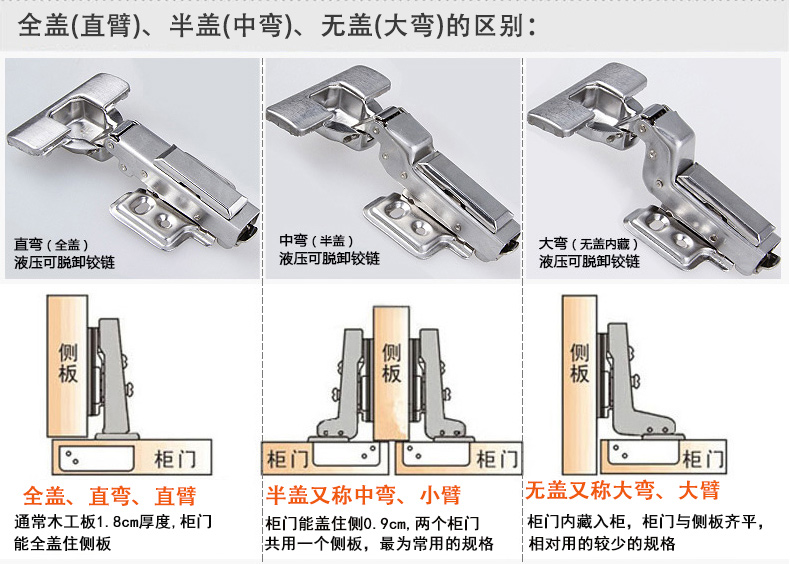 全盖(直臂)、半盖(中弯)、无盖(大弯)的区别：
直弯（全盖）
液压可脱卸铰链
中弯（半盖）
液压可脱卸铰链
大弯（无盖内藏）
液压可脱卸铰链
侧板
柜门
侧板
柜门
柜门
侧板
柜门
全盖、直弯、直臂
通常木工板1.8cm厚度,柜门
能全盖住侧板
半盖又称中弯、小臂
柜门能盖住侧0.9cm,两个柜门
共用一个侧板，最为常用的规格
无盖又称大弯、大臂
柜门内藏入柜，柜门与侧板齐平，
相对用的较少的规格